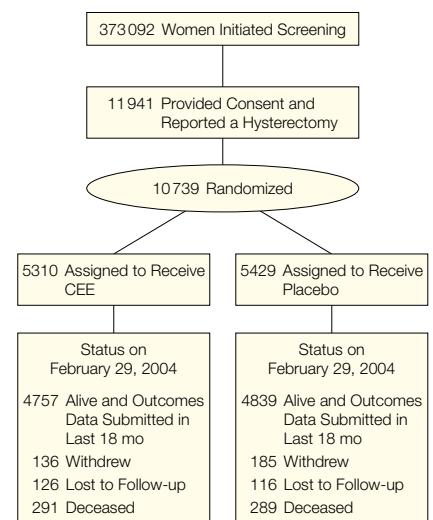 373 092 Women Initiated Screening
11 941 Provided Consent and
Reported a Hysterectomy
10 739 Randomized
5310 Assigned to Receive
CEE
5429 Assigned to Receive
Placebo
Status on
February 29, 2004
4757 Alive and Outcomes
Data Submitted in
Last 18 mo
136 Withdrew
126 Lost to Follow-up
291 Deceased
Status on
February 29, 2004
4839 Alive and Outcomes
Data Submitted in
Last 18 mo
185 Withdrew
116 Lost to Follow-up
289 Deceased